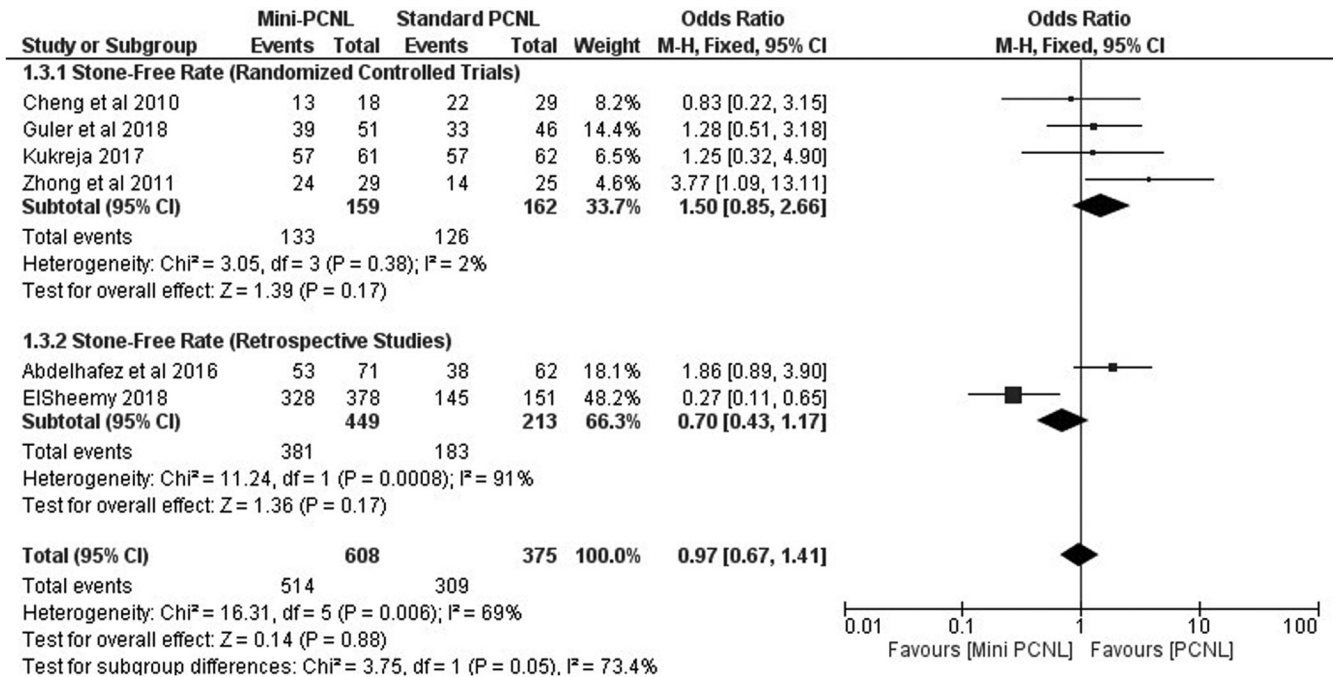 Mini-PCNL Standard PCNL Odds Ratio Odds Ratio
Study or Subgroup Events Total Events Total Weight M-H, Fixed, 95% CI M-H, Fixed, 95% CI
1.3.1 Stone-Free Rate (Randomized Controlled Trials)
Cheng et al 2010 13 18 22 29 8.2% 0.83 [0.22, 3.15]
Guler et al 2018 39 51 33 46 14.4% 1.28 [0.51, 3.18]
Kukreja 2017 57 61 57 62 6.5% 1.25 [0.32, 4.90]
Zhong et al 2011 24 29 14 25 4.6% 3.77 [1.09, 13.11]
Subtotal (95% CI) 159 162 33.7% 1.50 [0.85, 2.66]
Total events 133 126
Heterogeneity: Chi² = 3.05, df = 3 (P = 0.38); I² = 2%
Test for overall effect: Z = 1.39 (P = 0.17)
1.3.2 Stone-Free Rate (Retrospective Studies)
Abdelhafez et al 2016 53 71 38 62 18.1% 1.86 [0.89, 3.90]
ElSheemy 2018 328 378 145 151 48.2% 0.27 [0.11, 0.65]
Subtotal (95% CI) 449 213 66.3% 0.70 [0.43, 1.17]
Total events 381 183
Heterogeneity: Chi² = 11.24, df = 1 (P = 0.0008); I² = 91%
Test for overall effect: Z = 1.36 (P = 0.17)
Total (95% CI) 608 375 100.0% 0.97 [0.67, 1.41]
Total events 514 309
Heterogeneity: Chi² = 16.31, df = 5 (P = 0.006); I² = 69%
Test for overall effect: Z = 0.14 (P = 0.88)
Test for subgroup differences: Chi² = 3.75, df = 1 (P = 0.05), I² = 73.4%
0.01 0.1 1 10 100
Favours [Mini PCNL] Favours [PCNL]